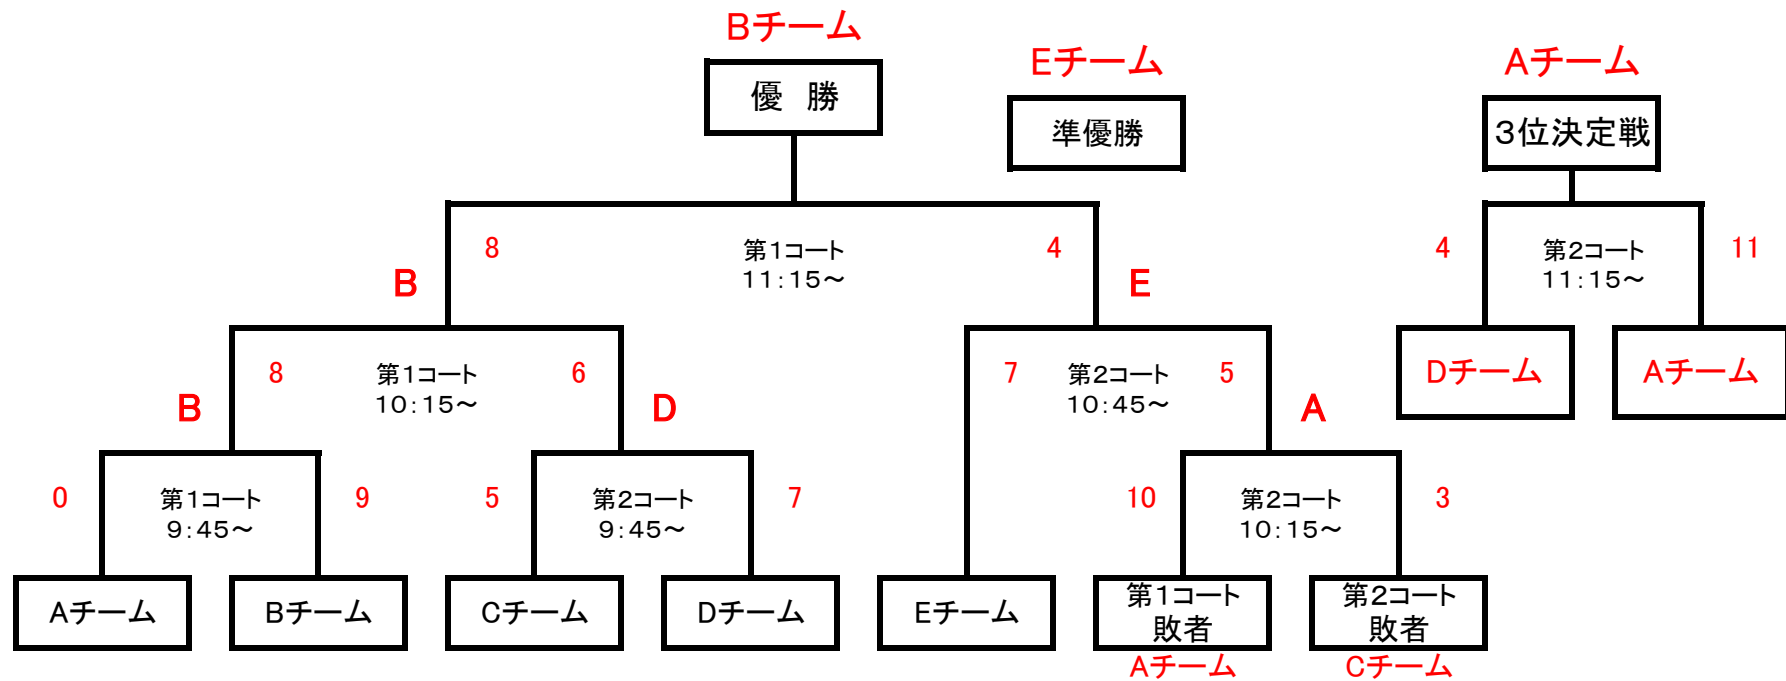 Bチーム
優　勝
Eチーム
準優勝
Aチーム
3位決定戦
8
第1コート
11：15～
4
B
E
4
第2コート
11：15～
11
Dチーム
Aチーム
8
第1コート
10：15～
6
B
D
7
第2コート
10：45～
5
A
0
第1コート
9：45～
9
5
第2コート
9：45～
7
10
第2コート
10：15～
3
Aチーム
Bチーム
Cチーム
Dチーム
Eチーム
第1コート
敗者
Aチーム
第2コート
敗者
Cチーム